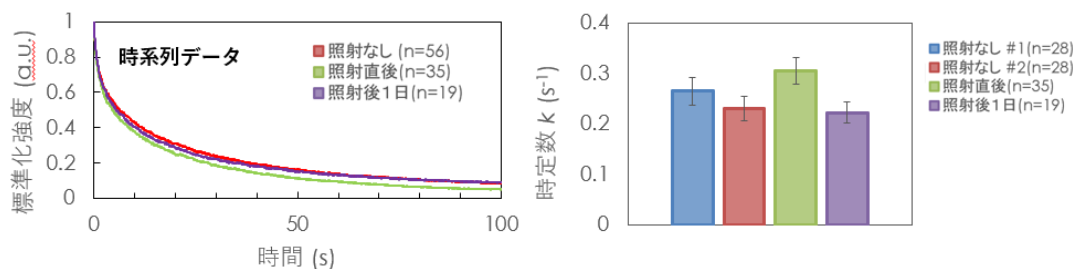 標準化強度 (a.u.)
1
0.8
0.6
0.4
0.2
0
時系列データ
照射なし (n=56)
照射直後(n=35)
照射後1日(n=19)
0
50
100
時間 (s)
時定数 k (s⁻¹)
0.4
0.3
0.2
0.1
0
照射なし #1(n=28)
照射なし #2(n=28)
照射直後(n=35)
照射後1日(n=19)